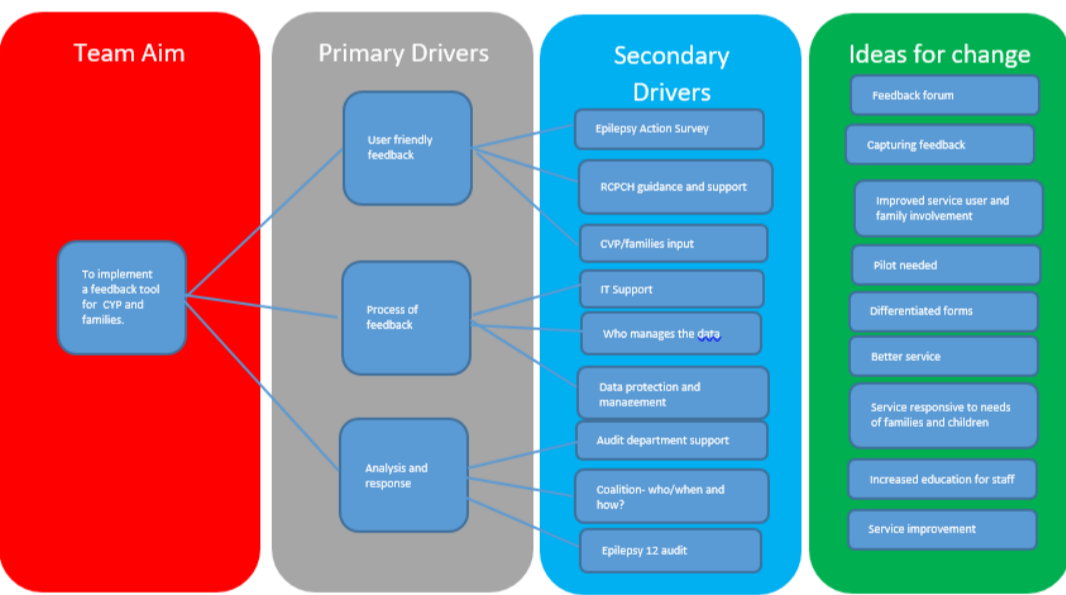 Team Aim
To implement
a feedback tool
for CYP and
families.
Primary Drivers
User friendly
feedback
Process of
feedback
Analysis and
response
Secondary
Drivers
Epilepsy Action Survey
RCPCH guidance and support
CVP/families input
IT Support
Who manages the data
Data protection and
management
Audit department support
Coalition- who/when and
how?
Epilepsy 12 audit
Ideas for change
Feedback forum
Capturing feedback
Improved service user and
family involvement
Pilot needed
Differentiated forms
Better service
Service responsive to needs
of families and children
Increased education for staff
Service improvement